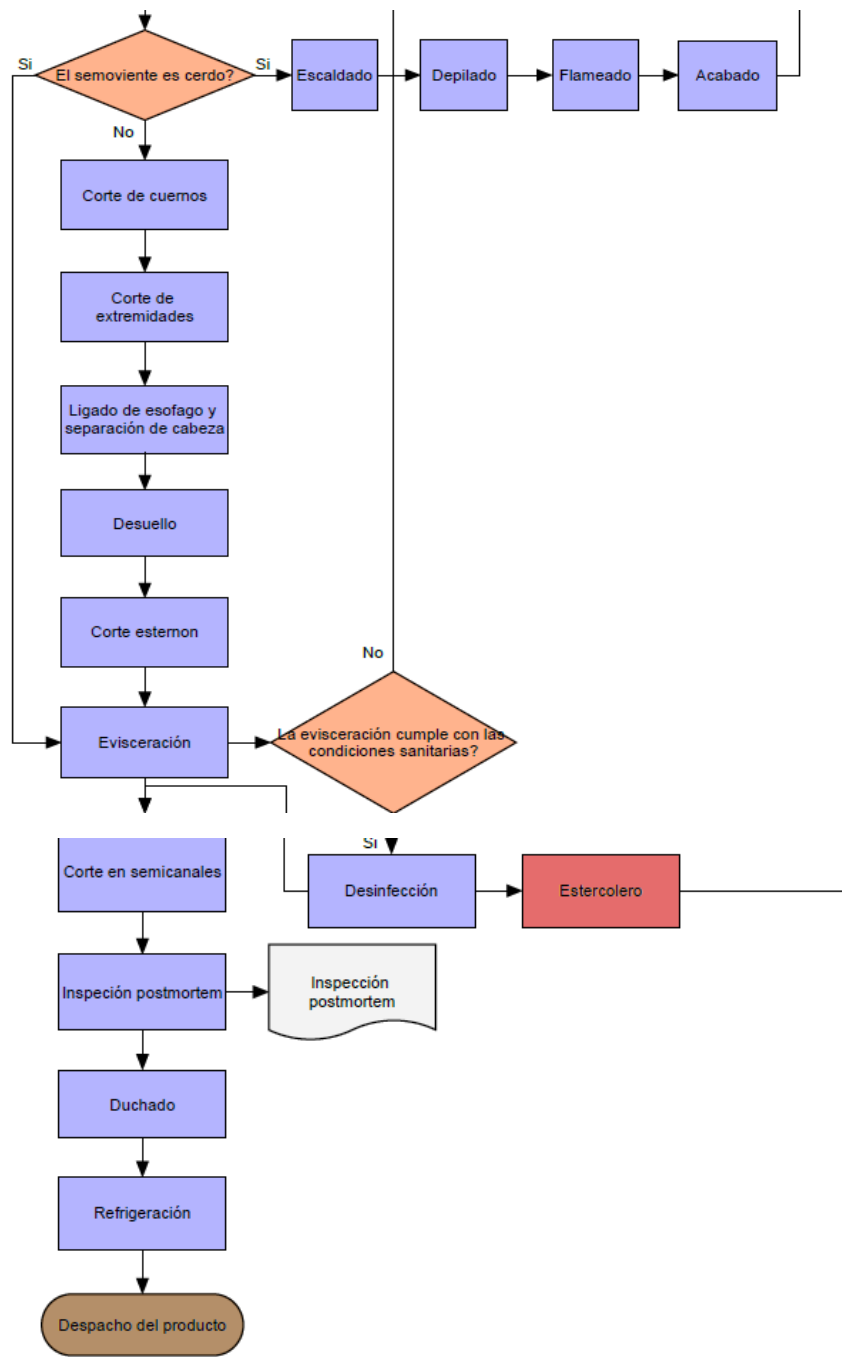 Si
El semoviente es cerdo?
Si
Escaldado
Depilado
Flameado
Acabado
No
Corte de cuernos
Corte de
extremidades
Ligado de esofago y
separación de cabeza
Desuello
Corte esternon
No
Evisceración
La evisceración cumple con las
condiciones sanitarias?
Si
Corte en semicanales
Desinfección
Estercolero
Inspeción postmortem
Inspección
postmortem
Duchado
Refrigeración
Despacho del producto